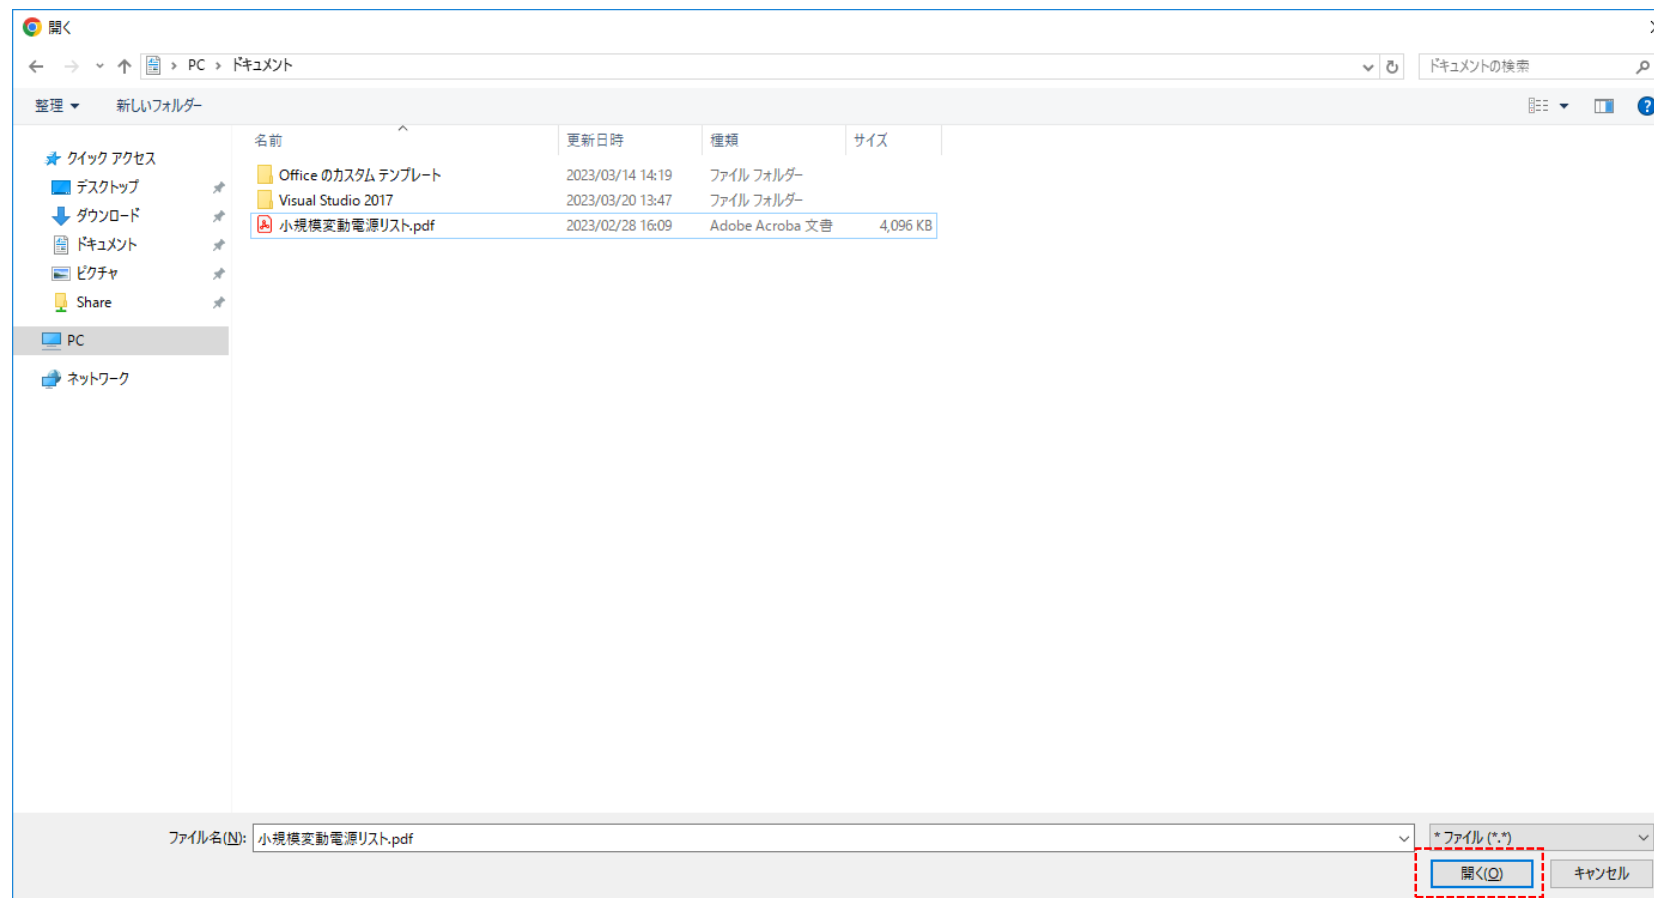 開く
PC › ドキュメント
ドキュメントの検索
整理 新しいフォルダー
名前 更新日時 種類 サイズ
クイック アクセス
デスクトップ
ダウンロード
ドキュメント
ピクチャ
Share
PC
ネットワーク
Office のカスタム テンプレート 2023/03/14 14:19 ファイル フォルダー
Visual Studio 2017 2023/03/20 13:47 ファイル フォルダー
小規模変動電源リスト.pdf 2023/02/28 16:09 Adobe Acroba 文書 4,096 KB
ファイル名(N): 小規模変動電源リスト.pdf
* ファイル (*.*)
開く(O) キャンセル